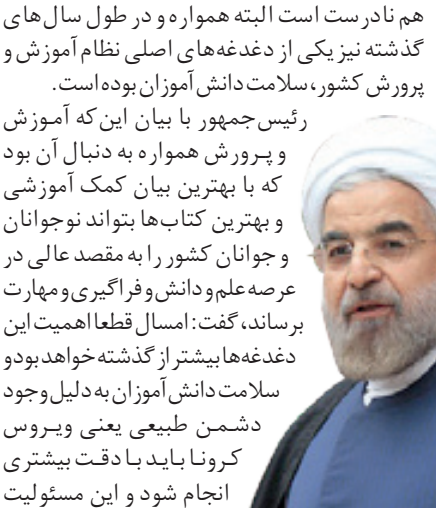 هم نادرست است البته همواره و در طول سال‌های
گذشته نیز یکی از دغدغه‌های اصلی نظام آموزش و
پرورش کشور، سلامت دانش‌آموزان بوده است.
رئیس‌جمهور با بیان این‌که آموزش
و پرورش همواره به دنبال آن بود
که با بهترین بیان کمک آموزشی
و بهترین کتاب‌ها بتواند نوجوانان
و جوانان کشور را به مقصد عالی در
عرصه علم و دانش و فراگیری و مهارت
برساند، گفت: امسال قطعا اهمیت این
دغدغه‌ها بیشتر از گذشته خواهد بود و
سلامت دانش‌آموزان به دلیل وجود
دشمن طبیعی یعنی ویروس
کرونا باید با دقت بیشتری
انجام شود و این مسئولیت